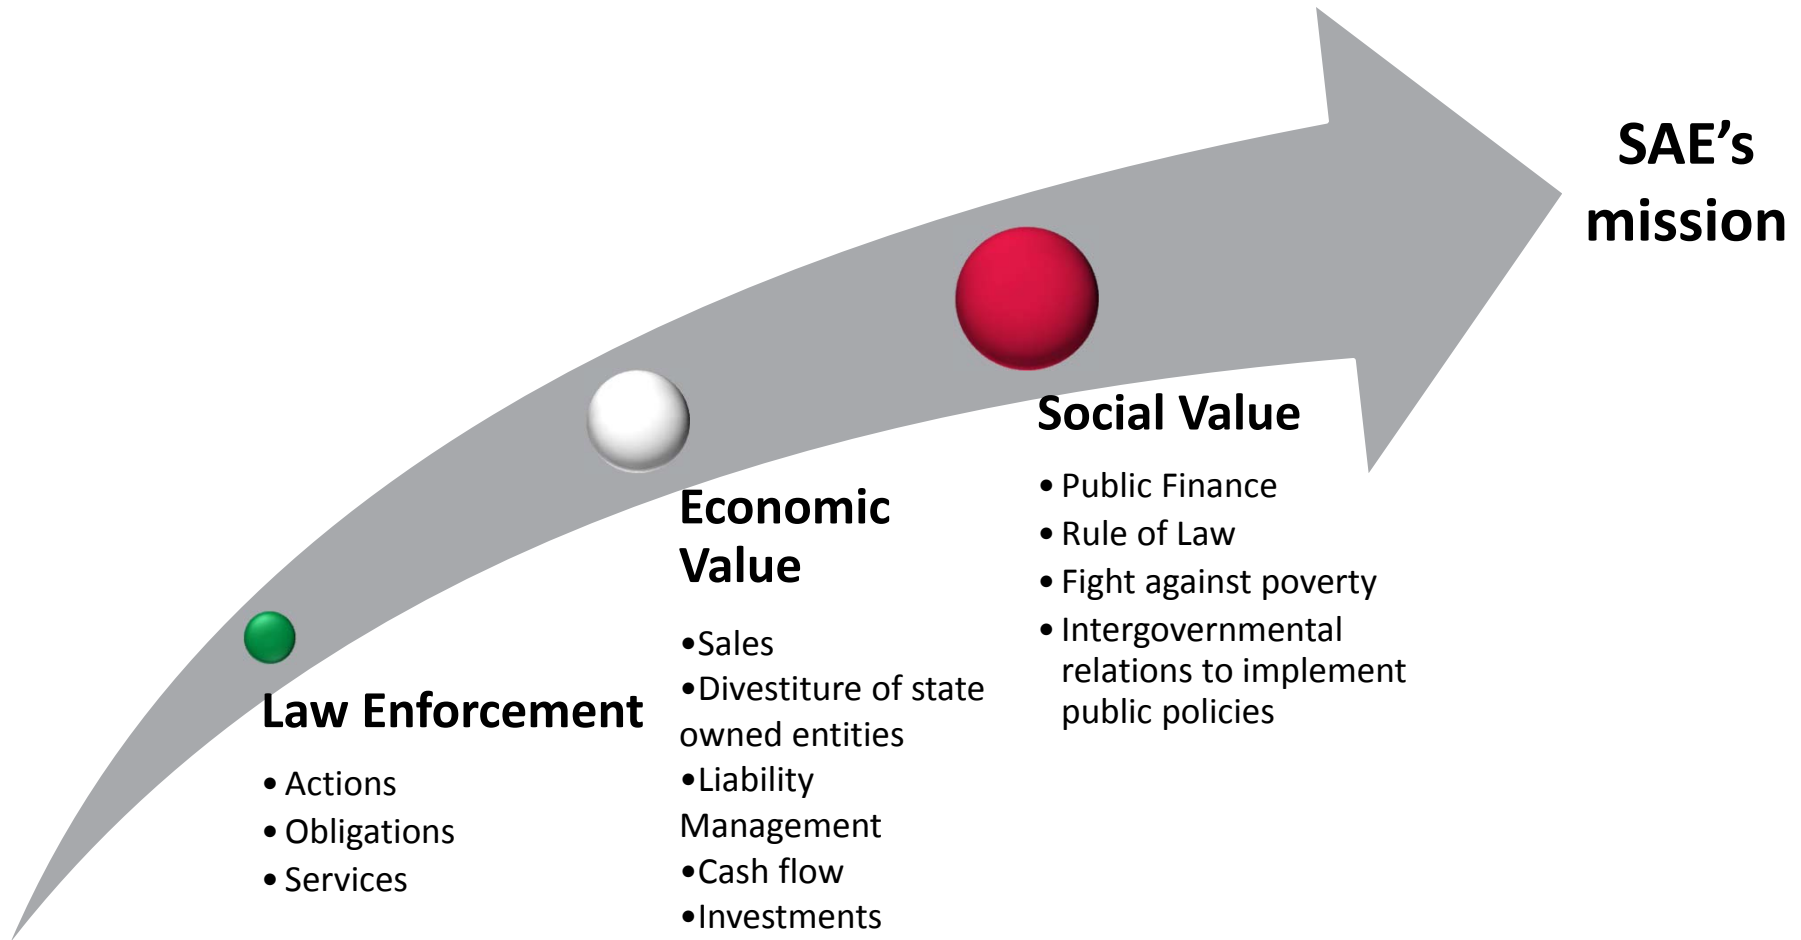 SAE’s
mission
Social Value
• Public Finance
• Rule of Law
• Fight against poverty
• Intergovernmental
relations to implement
public policies
Economic
Value
•Sales
•Divestiture of state
owned entities
•Liability
Management
•Cash flow
•Investments
Law Enforcement
• Actions
• Obligations
• Services